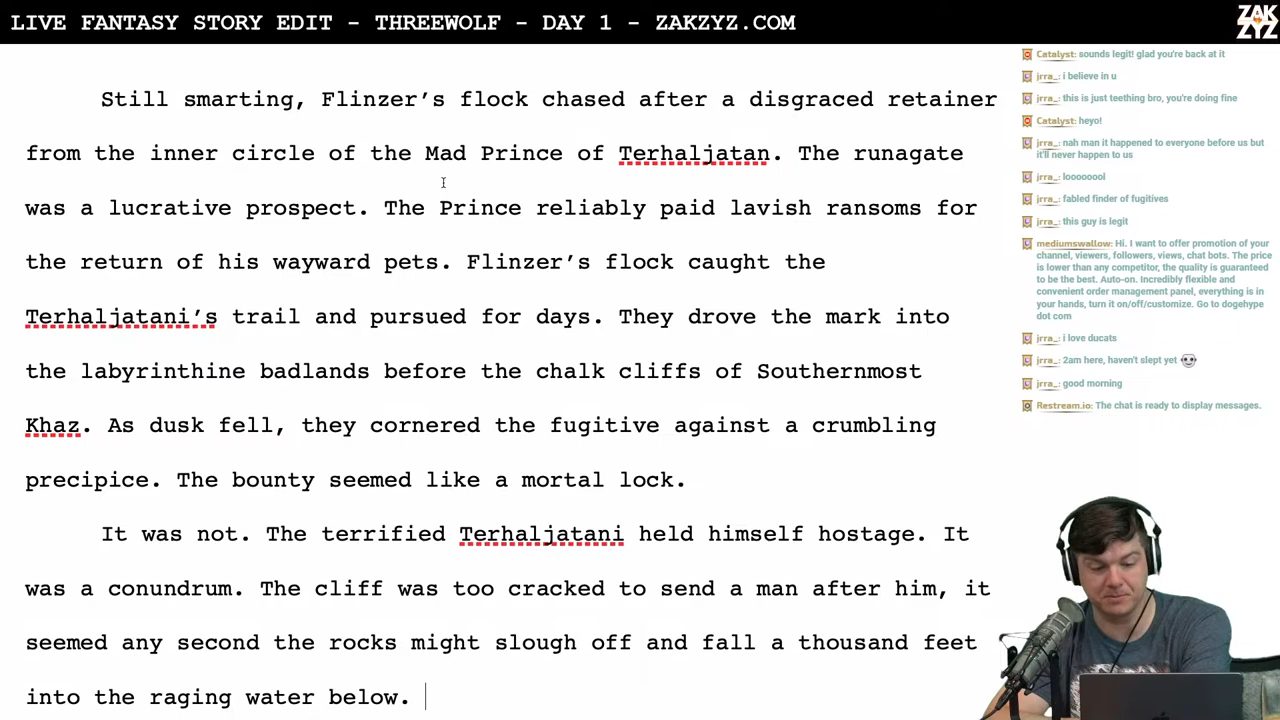 LIVE FANTASY STORY EDIT - THREEWOLF - DAY 1 - ZAKZYZ.COM
ZAK
ZYZ
Still smarting, Flinzer’s flock chased after a disgraced retainer
from the inner circle of the Mad Prince of Terhaljatan. The runagate
was a lucrative prospect. The Prince reliably paid lavish ransoms for
the return of his wayward pets. Flinzer’s flock caught the
Terhaljatani’s trail and pursued for days. They drove the mark into
the labyrinthine badlands before the chalk cliffs of Southernmost
Khaz. As dusk fell, they cornered the fugitive against a crumbling
precipice. The bounty seemed like a mortal lock.
It was not. The terrified Terhaljatani held himself hostage. It
was a conundrum. The cliff was too cracked to send a man after him, it
seemed any second the rocks might slough off and fall a thousand feet
into the raging water below.
Catalyst: sounds legit! glad you're back at it
jrra_: i believe in u
jrra_: this is just teething bro, you're doing fine
Catalyst: heyo!
jrra_: nah man it happened to everyone before us but
it'll never happen to us
jrra_: loooooool
jrra_: fabled finder of fugitives
jrra_: this guy is legit
mediumswallow: Hi. I want to offer promotion of your
channel, viewers, followers, views, chat bots. The price
is lower than any competitor, the quality is guaranteed
to be the best. Auto-on. Incredibly flexible and
convenient order management panel, everything is in
your hands, turn it on/off/customize. Go to dogehype
dot com
jrra_: i love ducats
jrra_: 2am here, haven't slept yet
jrra_: good morning
Restream.io: The chat is ready to display messages.